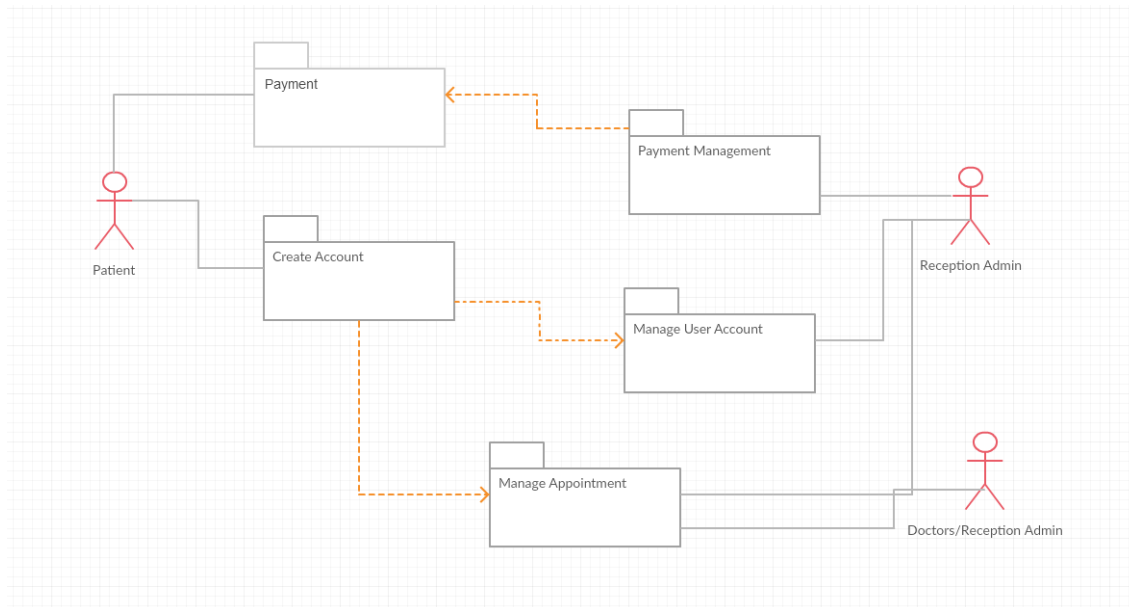 Payment
Payment Management
Create Account
Patient
Reception Admin
Manage User Account
Manage Appointment
Doctors/Reception Admin